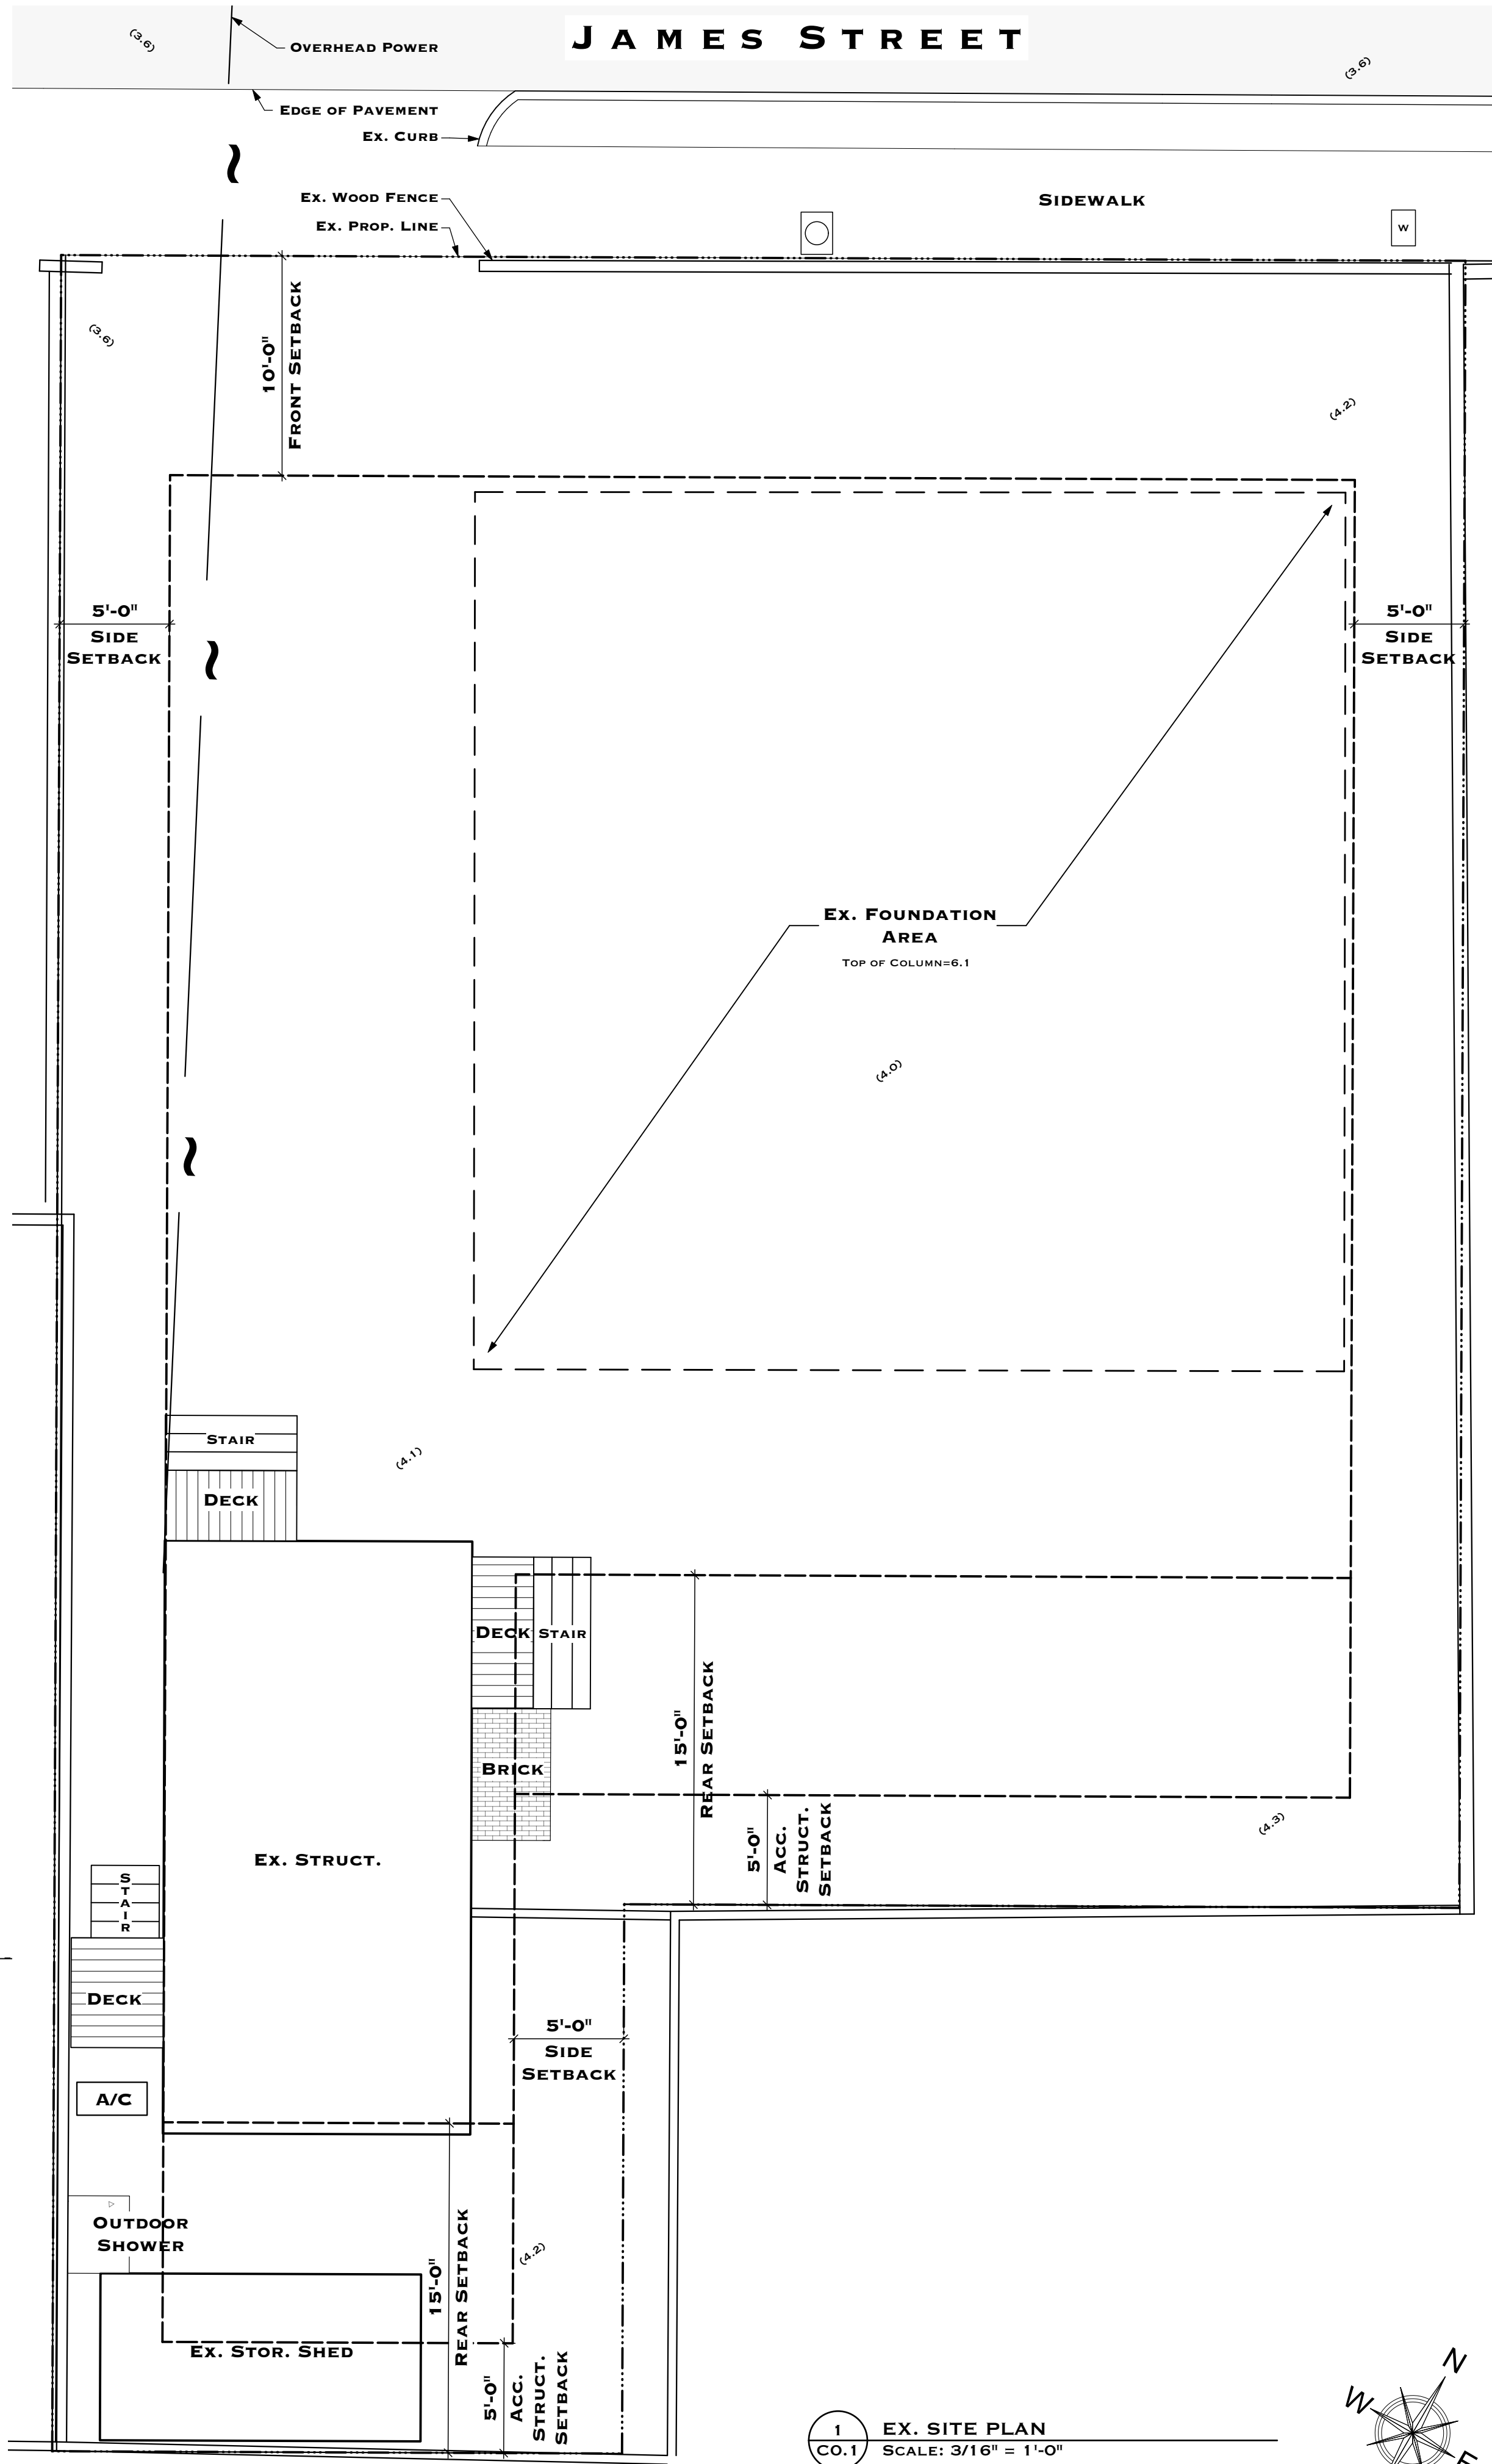 James Street
(3.6)
Overhead Power
(3.6)
Edge of Pavement
Ex. Curb
Ex. Wood Fence
Sidewalk
Ex. Prop. Line
W
(3.6)
10'-0"
Front Setback
(4.2)
5'-0"
Side
Setback
5'-0"
Side
Setback
Ex. Foundation
Area
Top of Column=6.1
(4.0)
Stair
(4.1)
Deck
Deck
Stair
15'-0"
Rear Setback
Brick
5'-0"
Acc.
Struct.
Setback
(4.3)
Ex. Struct.
Stair
Deck
5'-0"
Side
Setback
A/C
Outdoor
Shower
15'-0"
Rear Setback
(4.2)
Ex. Stor. Shed
5'-0"
Acc.
Struct.
Setback
1
CO.1
EX. SITE PLAN
Scale: 3/16" = 1'-0"
N
W
E